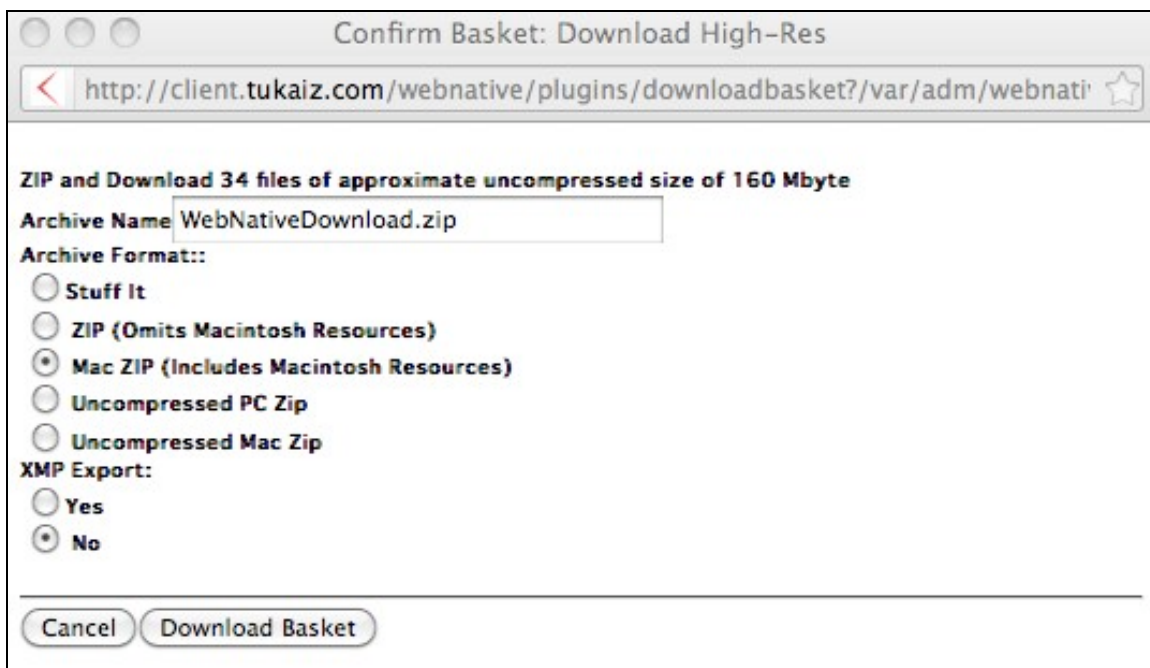 Confirm Basket: Download High-Res
http://client.tukaiz.com/webnative/plugins/downloadbasket?/var/adm/webnati
ZIP and Download 34 files of approximate uncompressed size of 160 Mbyte
Archive Name WebNativeDownload.zip
Archive Format::
Stuff It
ZIP (Omits Macintosh Resources)
Mac ZIP (Includes Macintosh Resources)
Uncompressed PC Zip
Uncompressed Mac Zip
XMP Export:
Yes
No
Cancel Download Basket